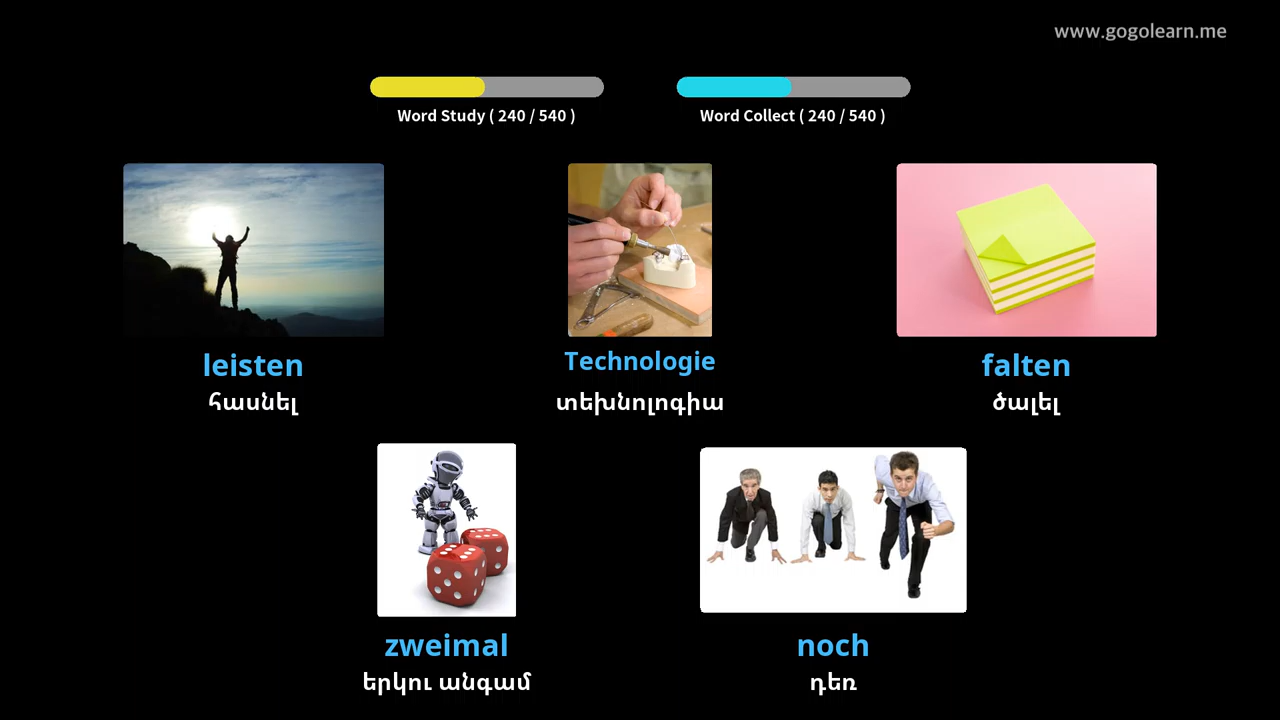 www.gogolearn.me
Word Study ( 240 / 540 )
Word Collect ( 240 / 540 )
leisten
հասնել
Technologie
տեխնոլոգիա
falten
ծալել
zweimal
երկու անգամ
noch
դեռ